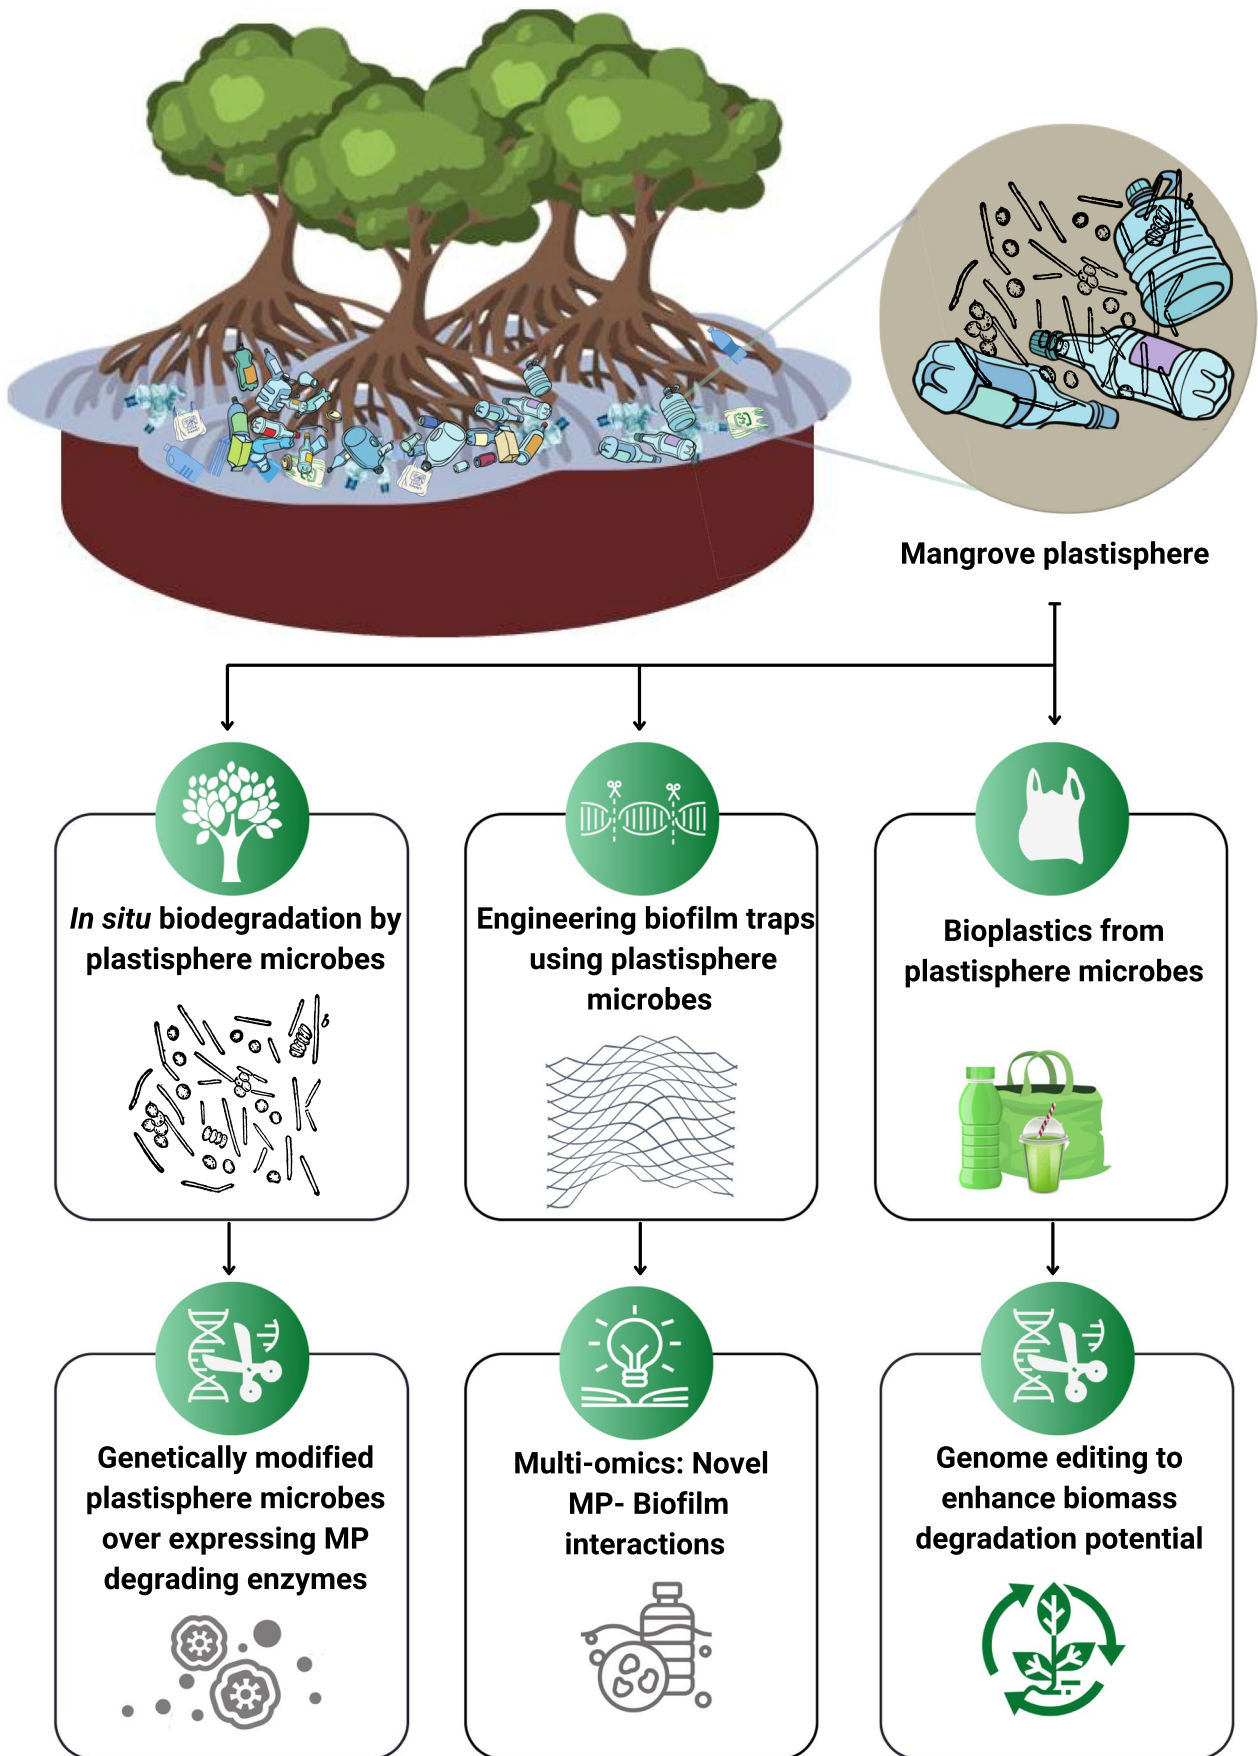 Mangrove plastisphere
In situ biodegradation by
plastisphere microbes
Engineering biofilm traps
using plastisphere
microbes
Bioplastics from
plastisphere microbes
Genetically modified
plastisphere microbes
over expressing MP
degrading enzymes
Multi-omics: Novel
MP- Biofilm
interactions
Genome editing to
enhance biomass
degradation potential